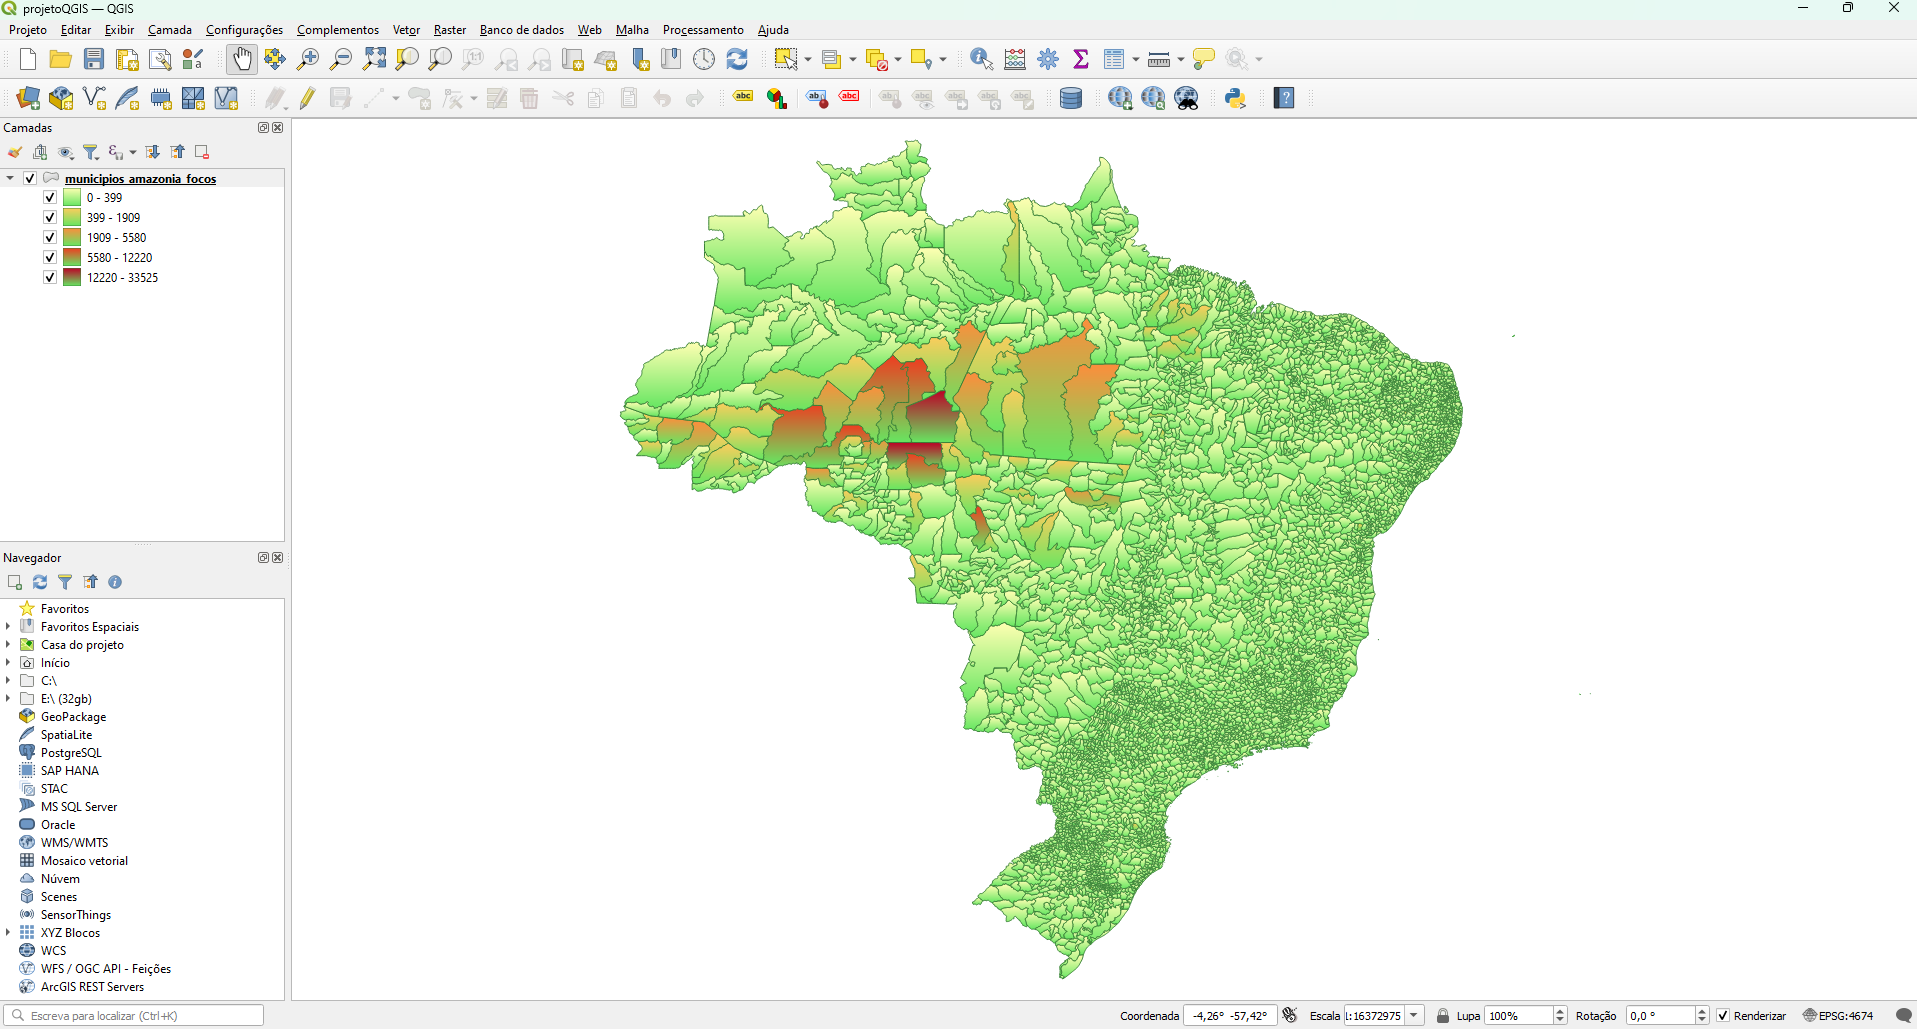 projetoQGIS — QGIS
Projeto Editar Exibir Camada Configurações Complementos Vetor Raster Banco de dados Web Malha Processamento Ajuda
Camadas
municipios_amazonia_focos
0 - 399
399 - 1909
1909 - 5580
5580 - 12220
12220 - 33525
Navegador
Favoritos
Favoritos Espaciais
Casa do projeto
Início
C:\
E:\ (32gb)
GeoPackage
SpatiaLite
PostgreSQL
SAP HANA
STAC
MS SQL Server
Oracle
WMS/WMTS
Mosaico vetorial
Núvem
Scenes
SensorThings
XYZ Blocos
WCS
WFS / OGC API - Feições
ArcGIS REST Servers
Escreva para localizar (Ctrl+K) Coordenada -4,26° -57,42° Escala 1:16372975 Lupa 100% Rotação 0,0 ° Renderizar EPSG:4674